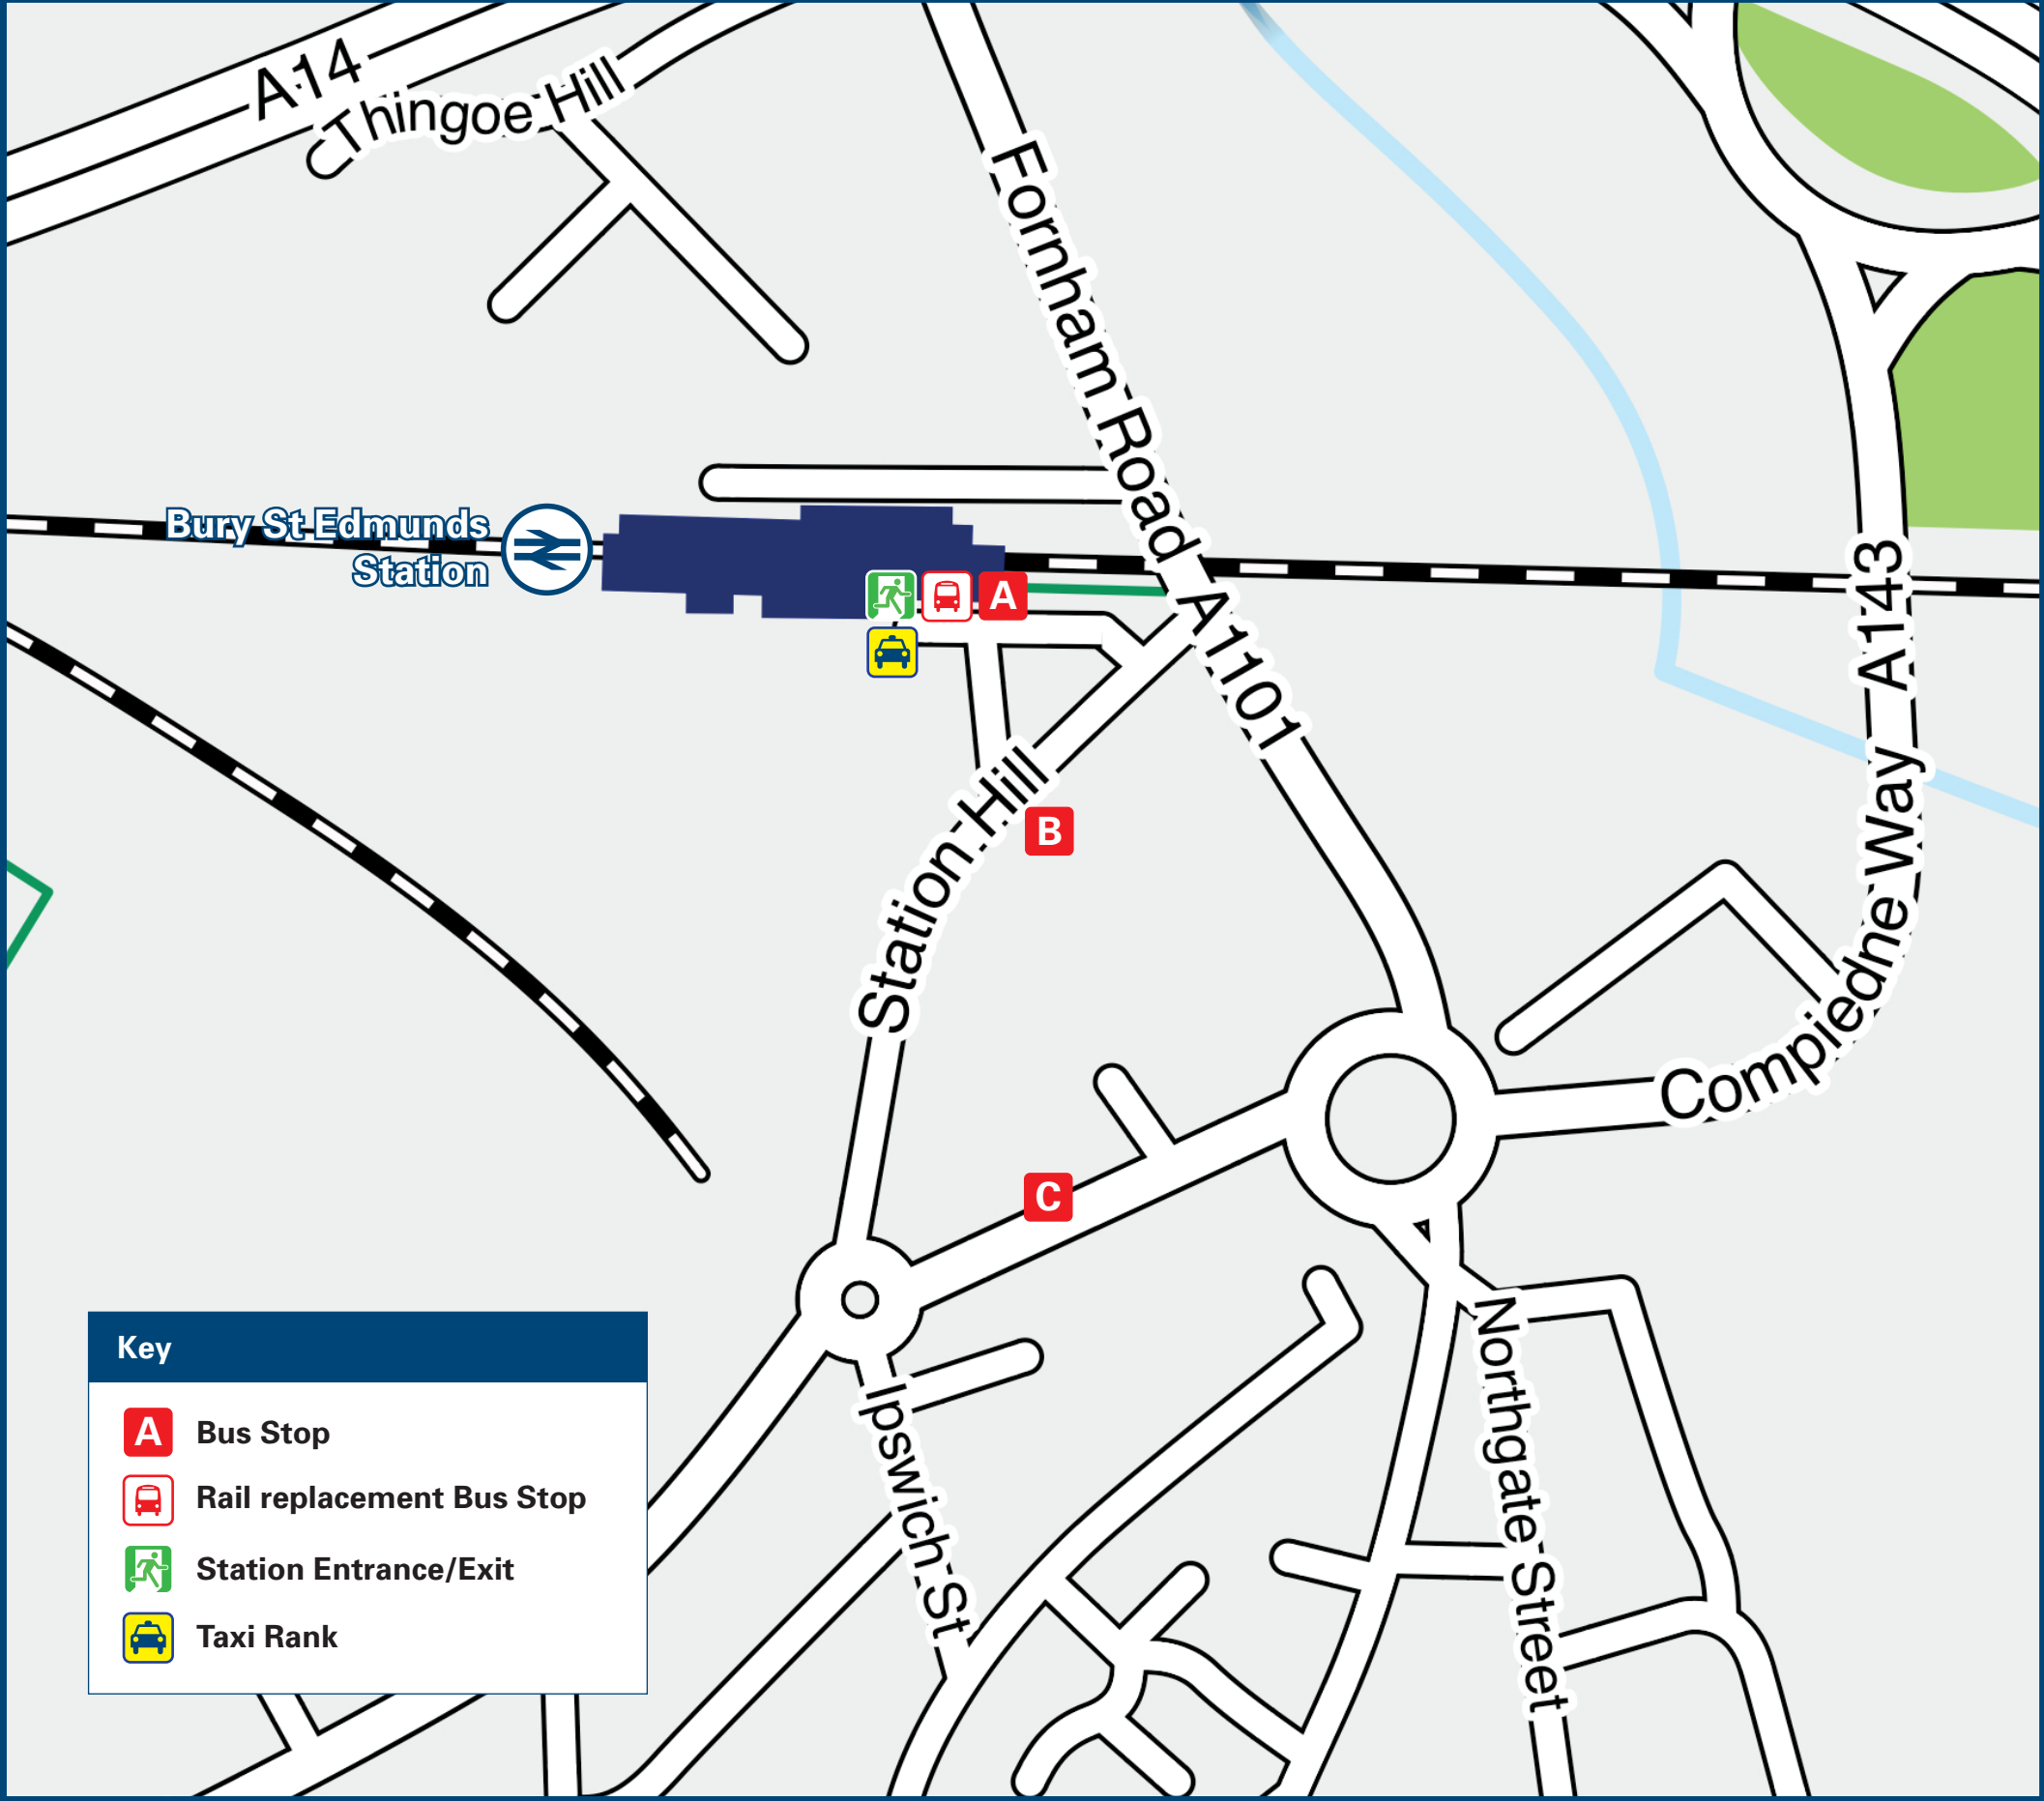 A14
Thingoe Hill
Fornham Road A1101
Bury St Edmunds
Station
A
Compiedne Way A143
Station Hill
B
C
Key
A Bus Stop
Rail replacement Bus Stop
Station Entrance/Exit
Taxi Rank
Ipswich St
Northgate Street